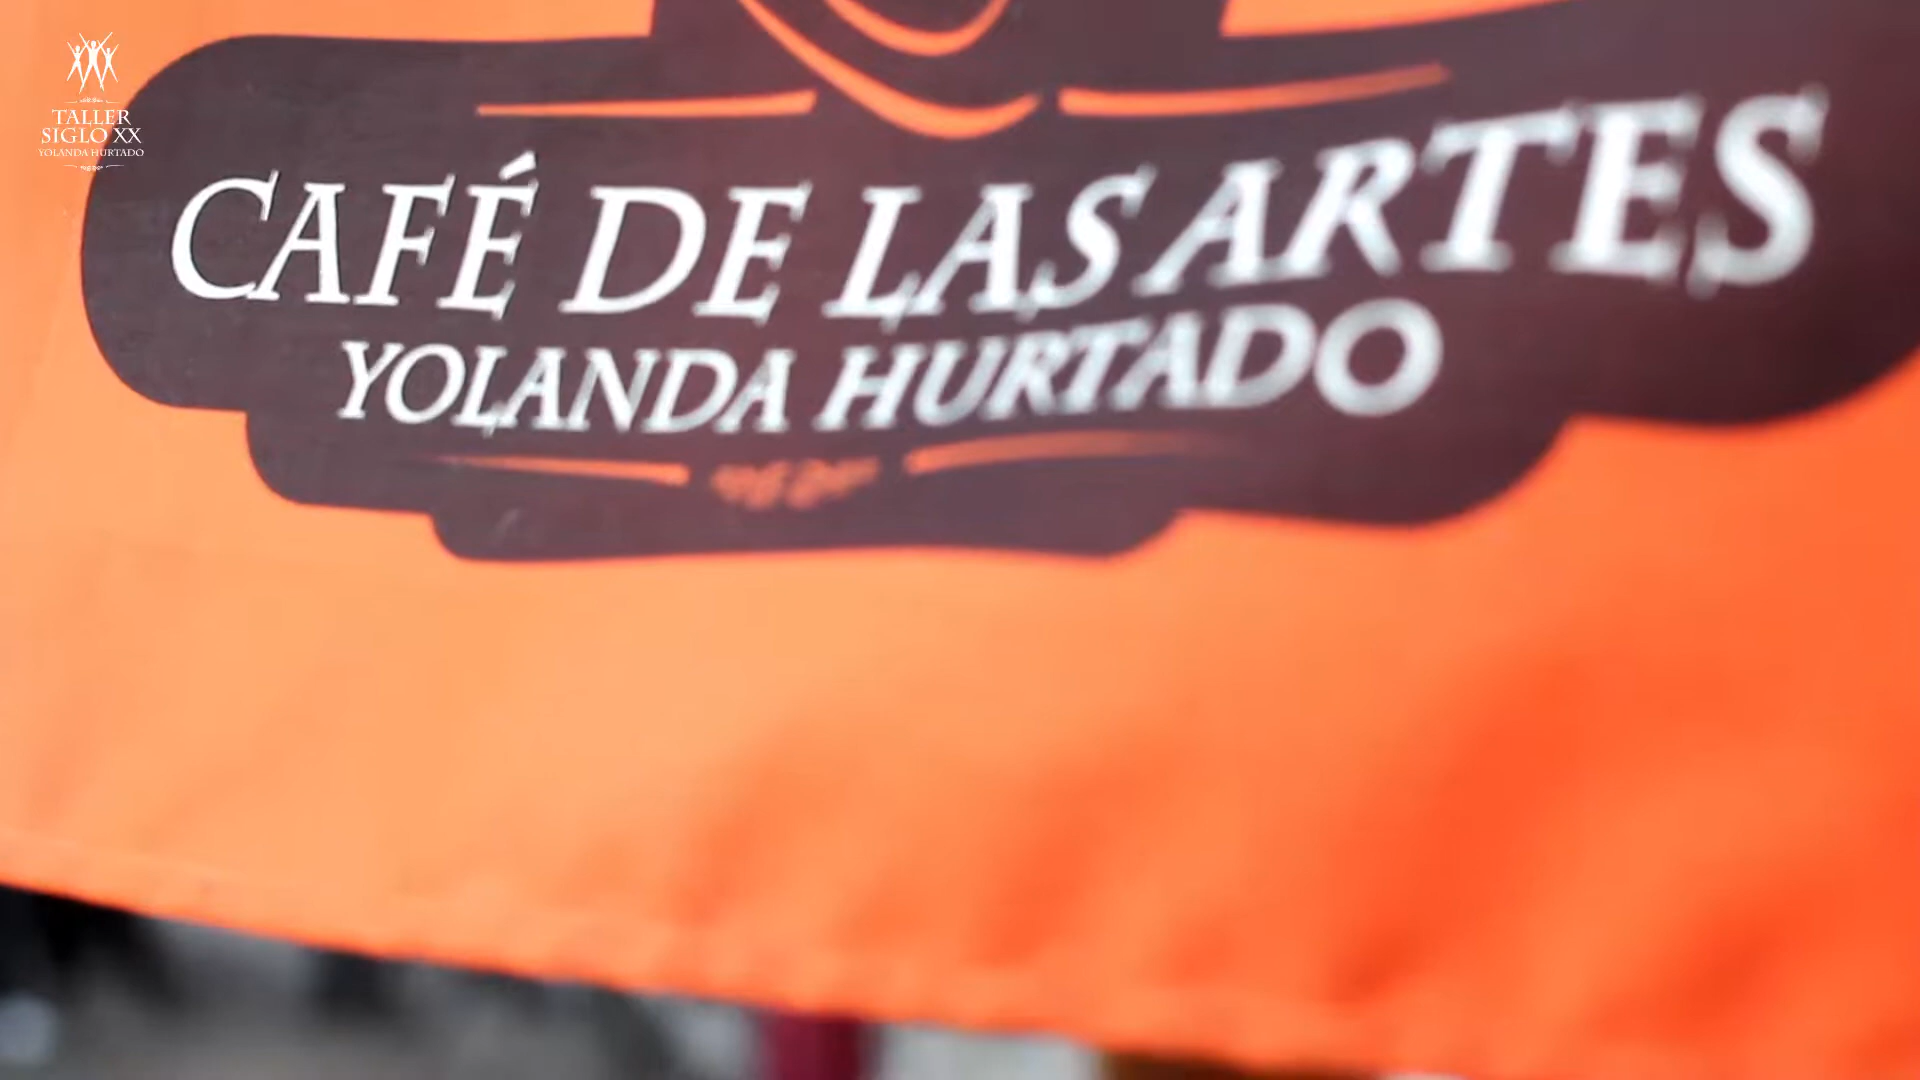 TALLER
SIGLO XX
YOLANDA HURTADO
CAFÉ DE LAS ARTES
YOLANDA HURTADO